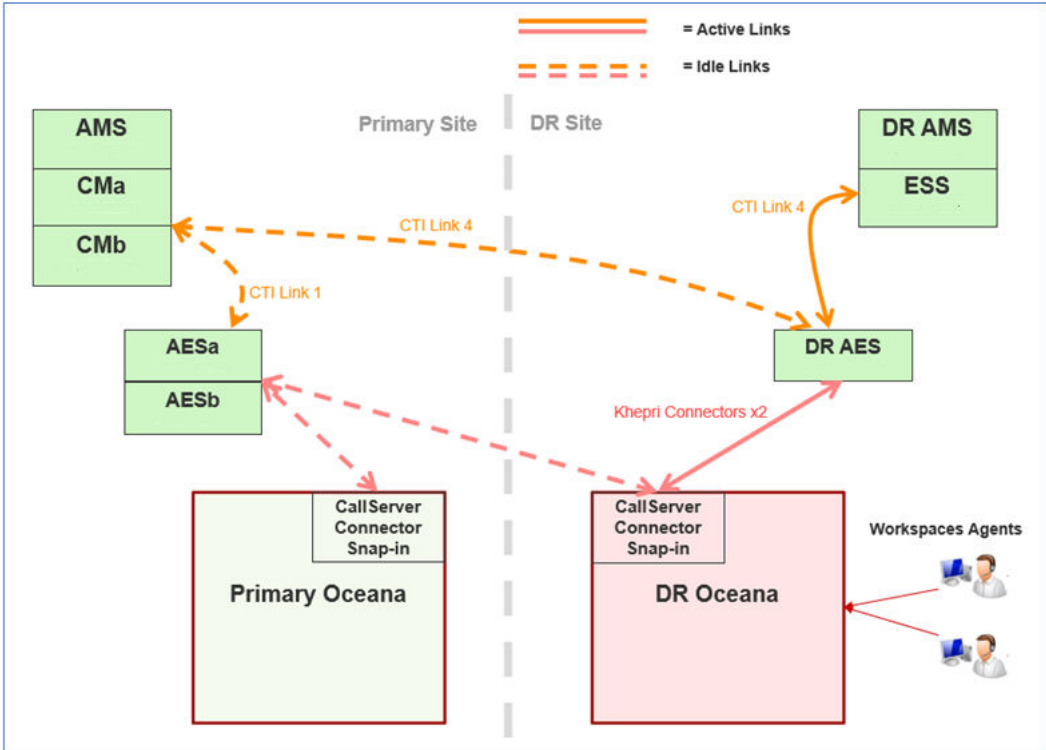 = Active Links
= Idle Links
Primary Site
DR Site
AMS
CMa
CMb
DR AMS
ESS
CTI Link 4
CTI Link 4
CTI Link 1
AESa
AESb
DR AES
Khepri Connectors x2
CallServer
Connector
Snap-in
Primary Oceana
CallServer
Connector
Snap-in
DR Oceana
Workspaces Agents